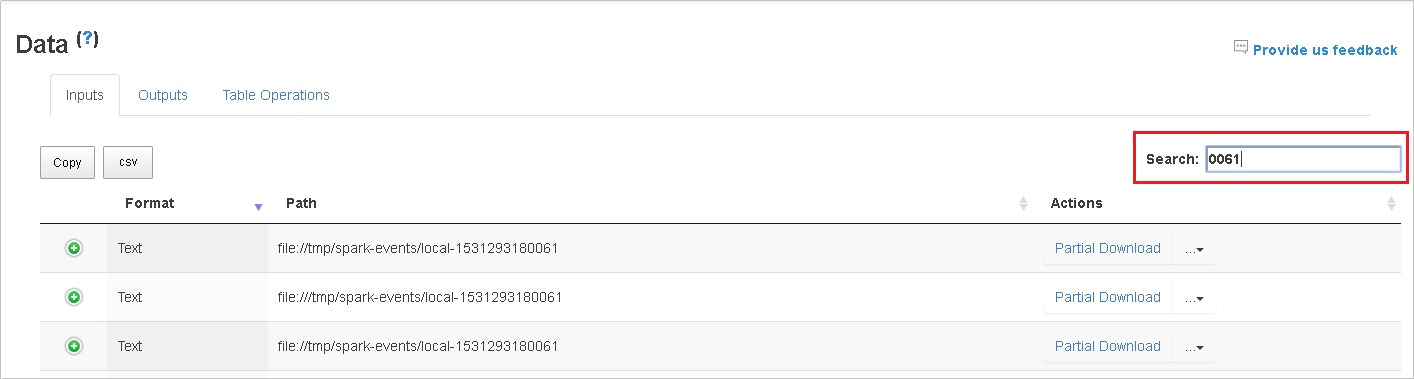 Data (?)
Provide us feedback
Inputs Outputs Table Operations
Copy csv Search: 0061
Format Path Actions
Text file://tmp/spark-events/local-1531293180061 Partial Download ...
Text file:///tmp/spark-events/local-1531293180061 Partial Download ...
Text file://tmp/spark-events/local-1531293180061 Partial Download ...